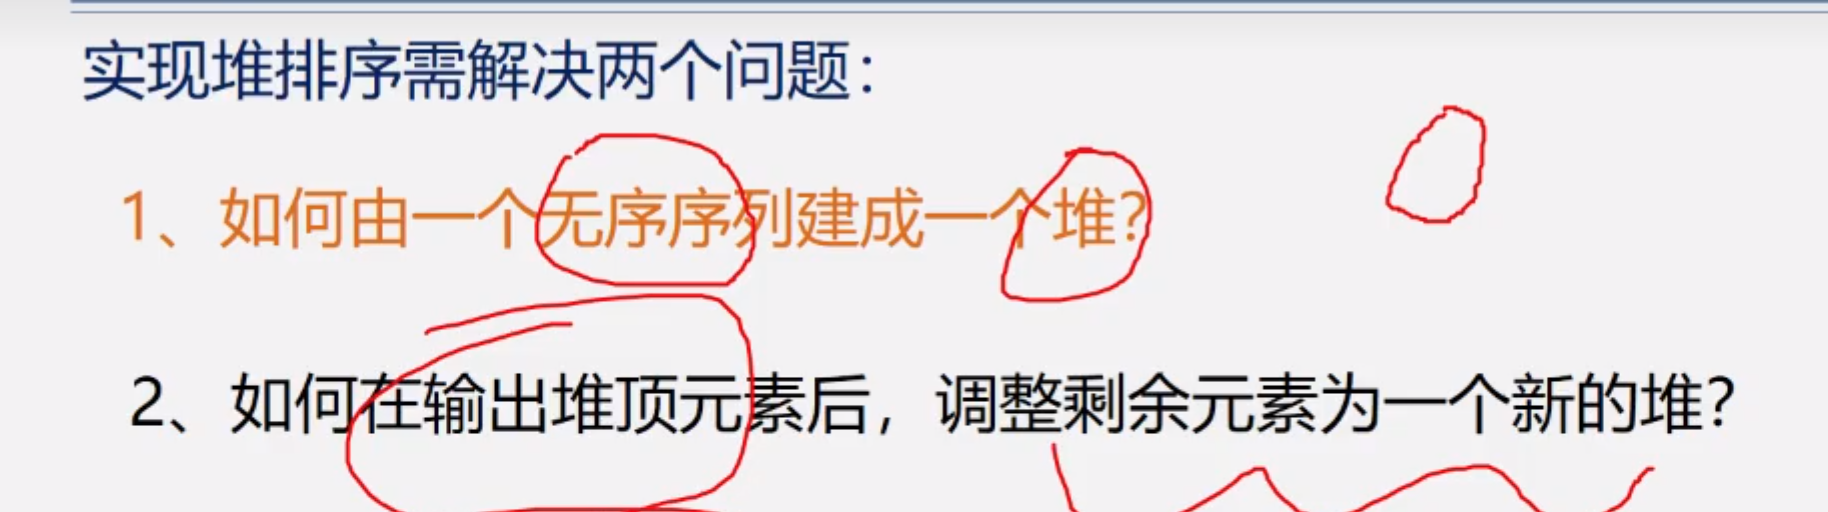 实现堆排序需解决两个问题：
1、如何由一个无序序列建成一个堆？
2、如何在输出堆顶元素后，调整剩余元素为一个新的堆？